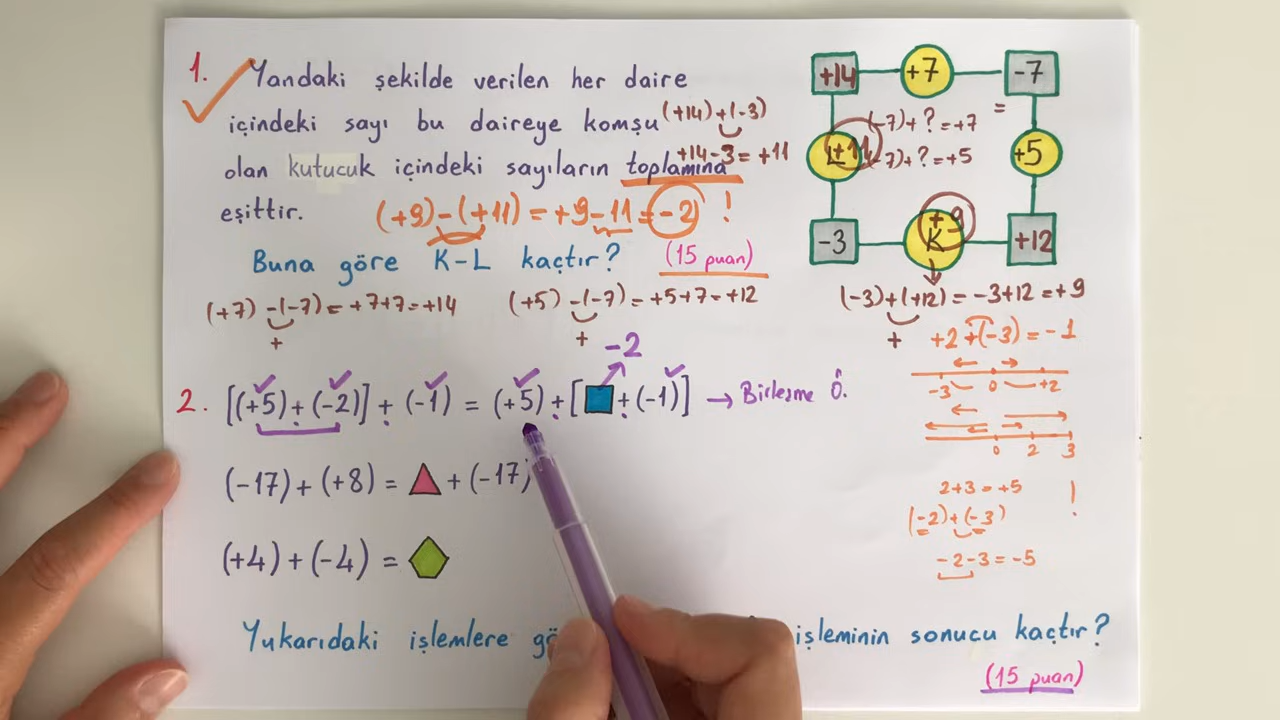 1. Yandaki şekilde verilen her daire
içindeki sayı bu daireye komşu
olan kutucuk içindeki sayıların toplamına
eşittir.
(+14)+(-3)
+14-3=+11
(+9)-(+11)=+9-11=-2 !
Buna göre K-L kaçtır? (15 puan)
(+7)-(-7)=+7+7=+14
+
(+5)-(-7)=+5+7=+12
+
+14 +7 -7
(-7)+?=+7 =
L +11 (-7)+?=+5 +5
+9
-3 K +12
(-3)+(+12)=-3+12=+9
+
+2+(-3)=-1
-3 0 +2
0 2 3
2+3=+5
(-2)+(-3) !
-2-3=-5
-2
2. [(+5)+(-2)]+(-1)=(+5)+[ +(-1)] → Birleşme Ö.
(-17)+(+8)= +(-17)
(+4)+(-4)=
Yukarıdaki işlemlere işleminin sonucu kaçtır?
(15 puan)